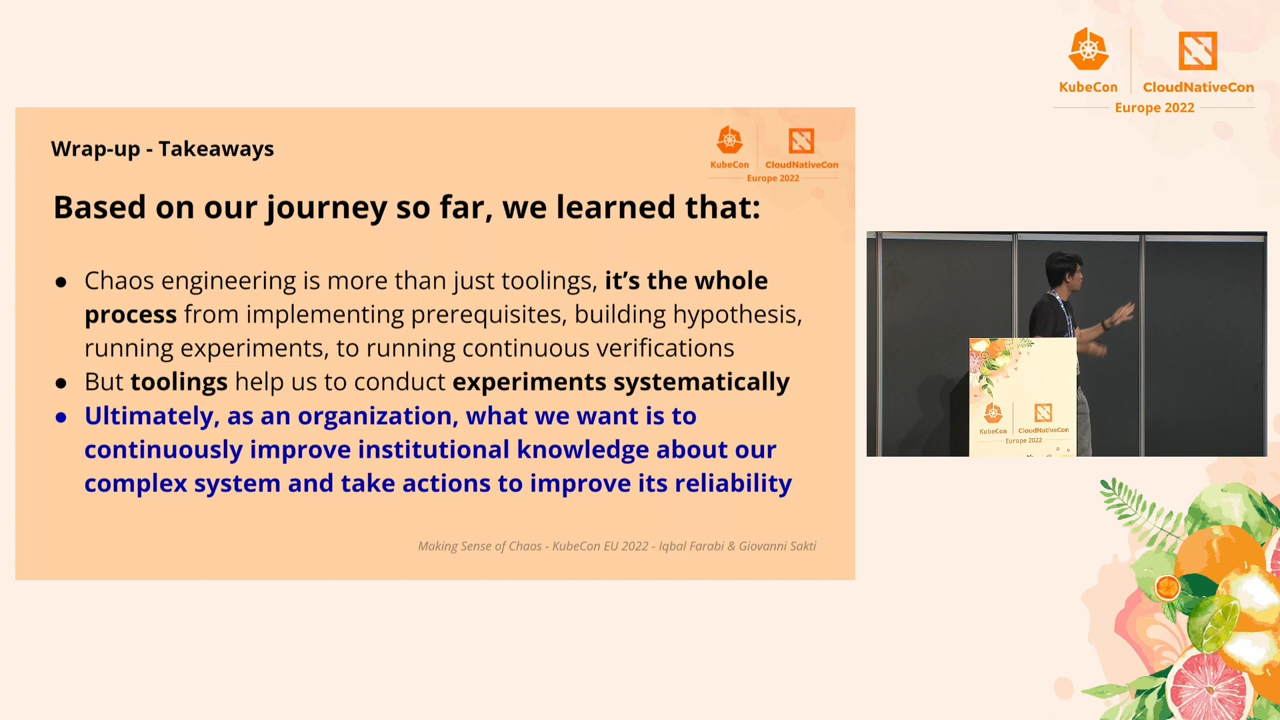 KubeCon
CloudNativeCon
Europe 2022
Wrap-up - Takeaways
KubeCon
CloudNativeCon
Europe 2022
Based on our journey so far, we learned that:
● Chaos engineering is more than just toolings, it's the whole
process from implementing prerequisites, building hypothesis,
running experiments, to running continuous verifications
● But toolings help us to conduct experiments systematically
● Ultimately, as an organization, what we want is to
continuously improve institutional knowledge about our
complex system and take actions to improve its reliability
Making Sense of Chaos - KubeCon EU 2022 - Iqbal Farabi & Giovanni Sakti
KubeCon
CloudNativeCon
Europe 2022